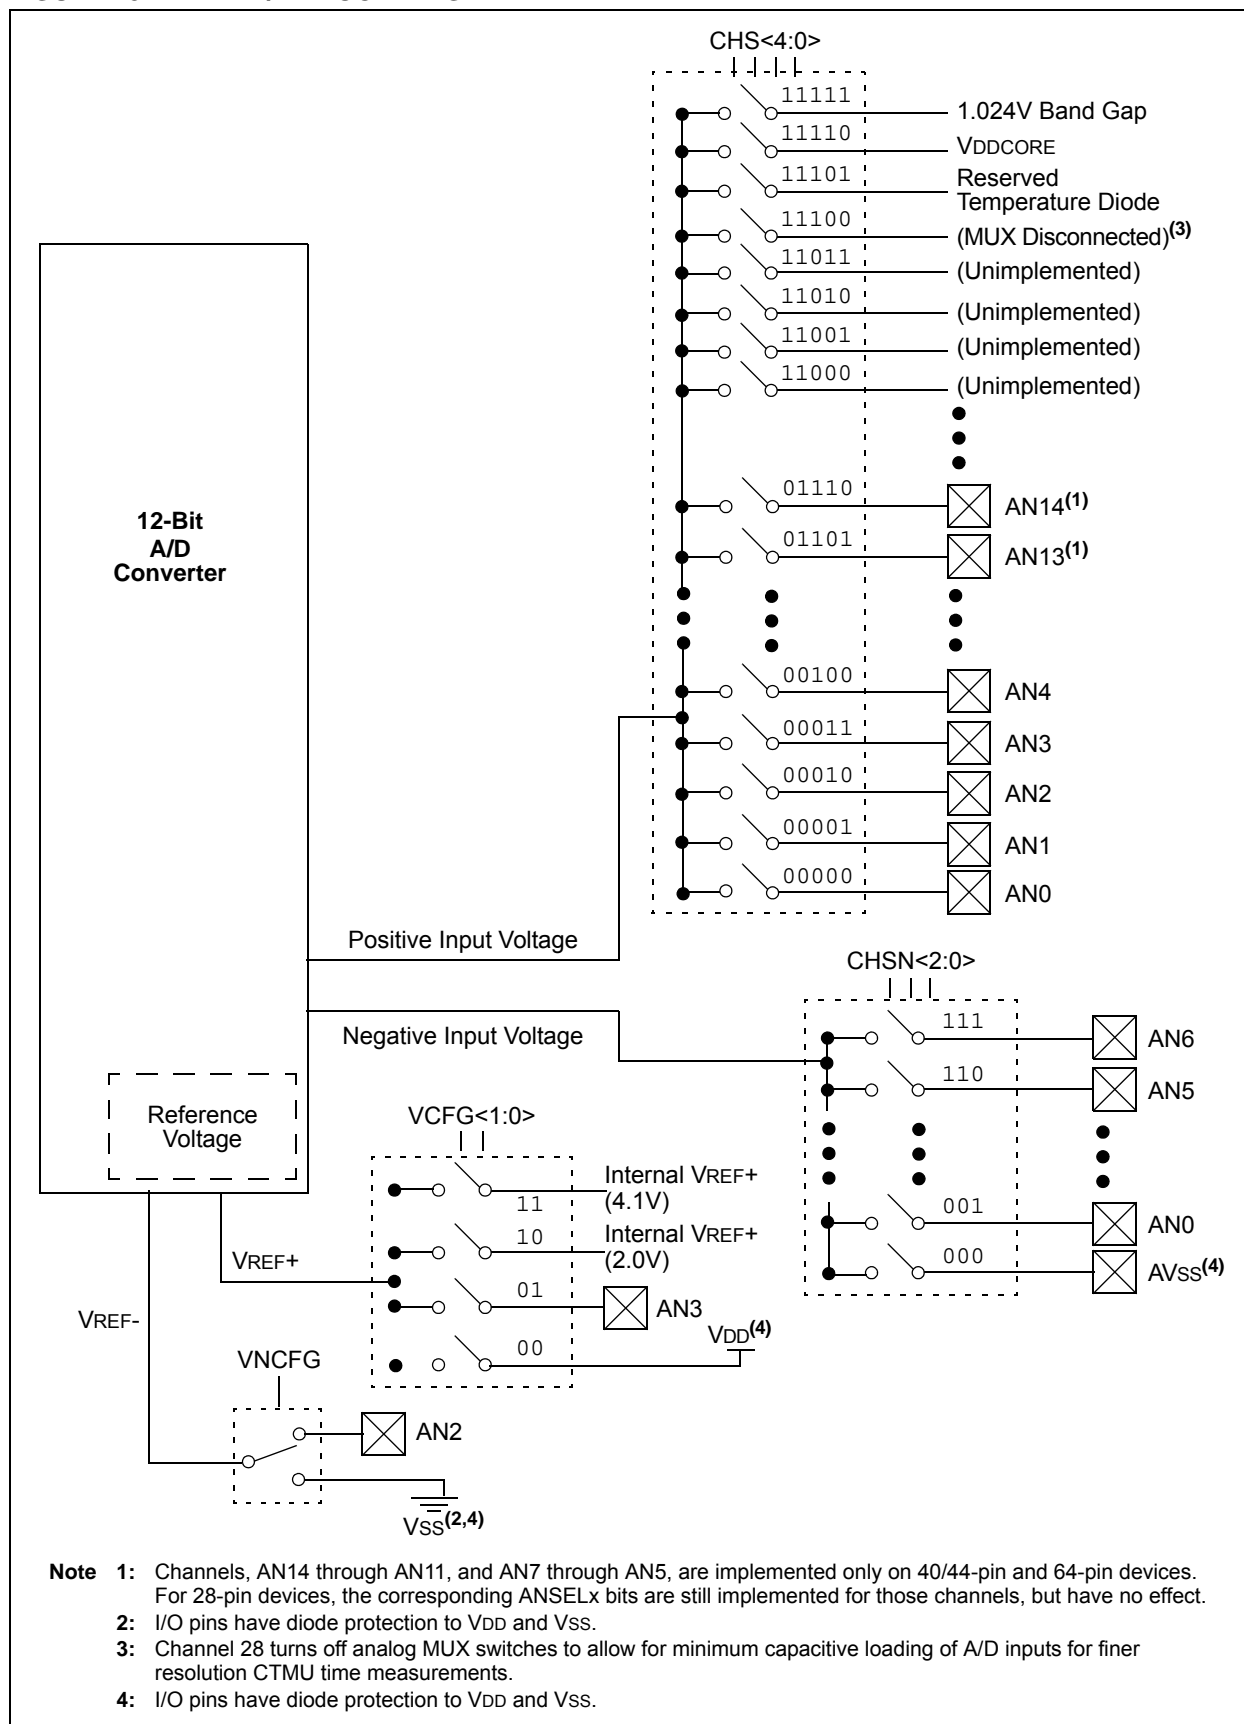 CHS<4:0>
11111
1.024V Band Gap
11110
VDDCORE
11101
Reserved
Temperature Diode
11100
(MUX Disconnected)(3)
11011
(Unimplemented)
11010
(Unimplemented)
11001
(Unimplemented)
11000
(Unimplemented)
12-Bit
A/D
Converter
01110
AN14(1)
01101
AN13(1)
00100
AN4
00011
AN3
00010
AN2
00001
AN1
00000
AN0
Positive Input Voltage
CHSN<2:0>
Negative Input Voltage
111
AN6
110
AN5
001
AN0
000
AVSS(4)
Reference
Voltage
VCFG<1:0>
11
Internal VREF+
(4.1V)
10
Internal VREF+
(2.0V)
VREF+
01
AN3
VREF-
00
VDD(4)
VNCFG
AN2
VSS(2,4)
Note 1: Channels, AN14 through AN11, and AN7 through AN5, are implemented only on 40/44-pin and 64-pin devices.
For 28-pin devices, the corresponding ANSELx bits are still implemented for those channels, but have no effect.
2: I/O pins have diode protection to VDD and VSS.
3: Channel 28 turns off analog MUX switches to allow for minimum capacitive loading of A/D inputs for finer
resolution CTMU time measurements.
4: I/O pins have diode protection to VDD and VSS.